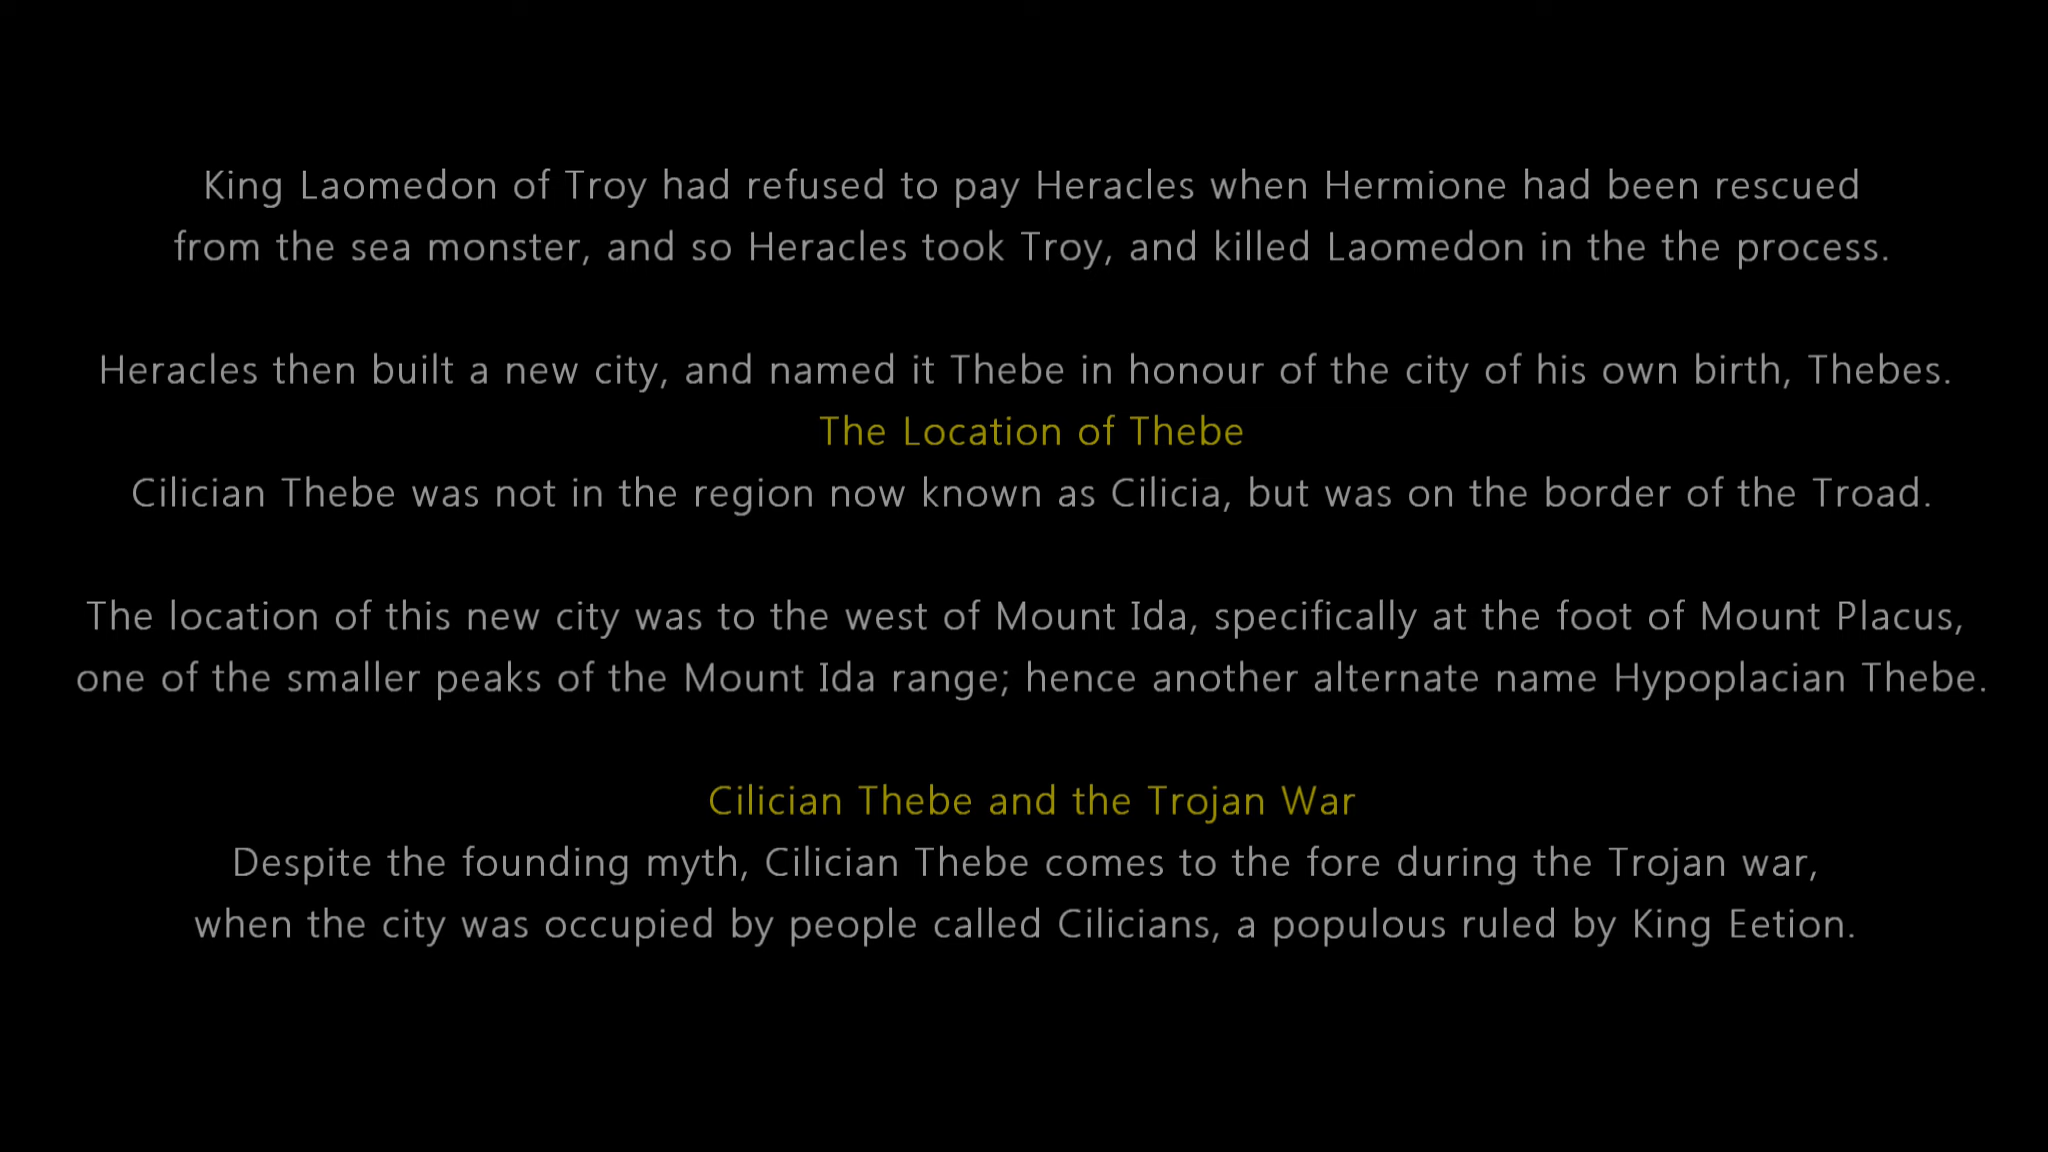 King Laomedon of Troy had refused to pay Heracles when Hermione had been rescued
from the sea monster, and so Heracles took Troy, and killed Laomedon in the the process.
Heracles then built a new city, and named it Thebe in honour of the city of his own birth, Thebes.
The Location of Thebe
Cilician Thebe was not in the region now known as Cilicia, but was on the border of the Troad.
The location of this new city was to the west of Mount Ida, specifically at the foot of Mount Placus,
one of the smaller peaks of the Mount Ida range; hence another alternate name Hypoplacian Thebe.
Cilician Thebe and the Trojan War
Despite the founding myth, Cilician Thebe comes to the fore during the Trojan war,
when the city was occupied by people called Cilicians, a populous ruled by King Eetion.